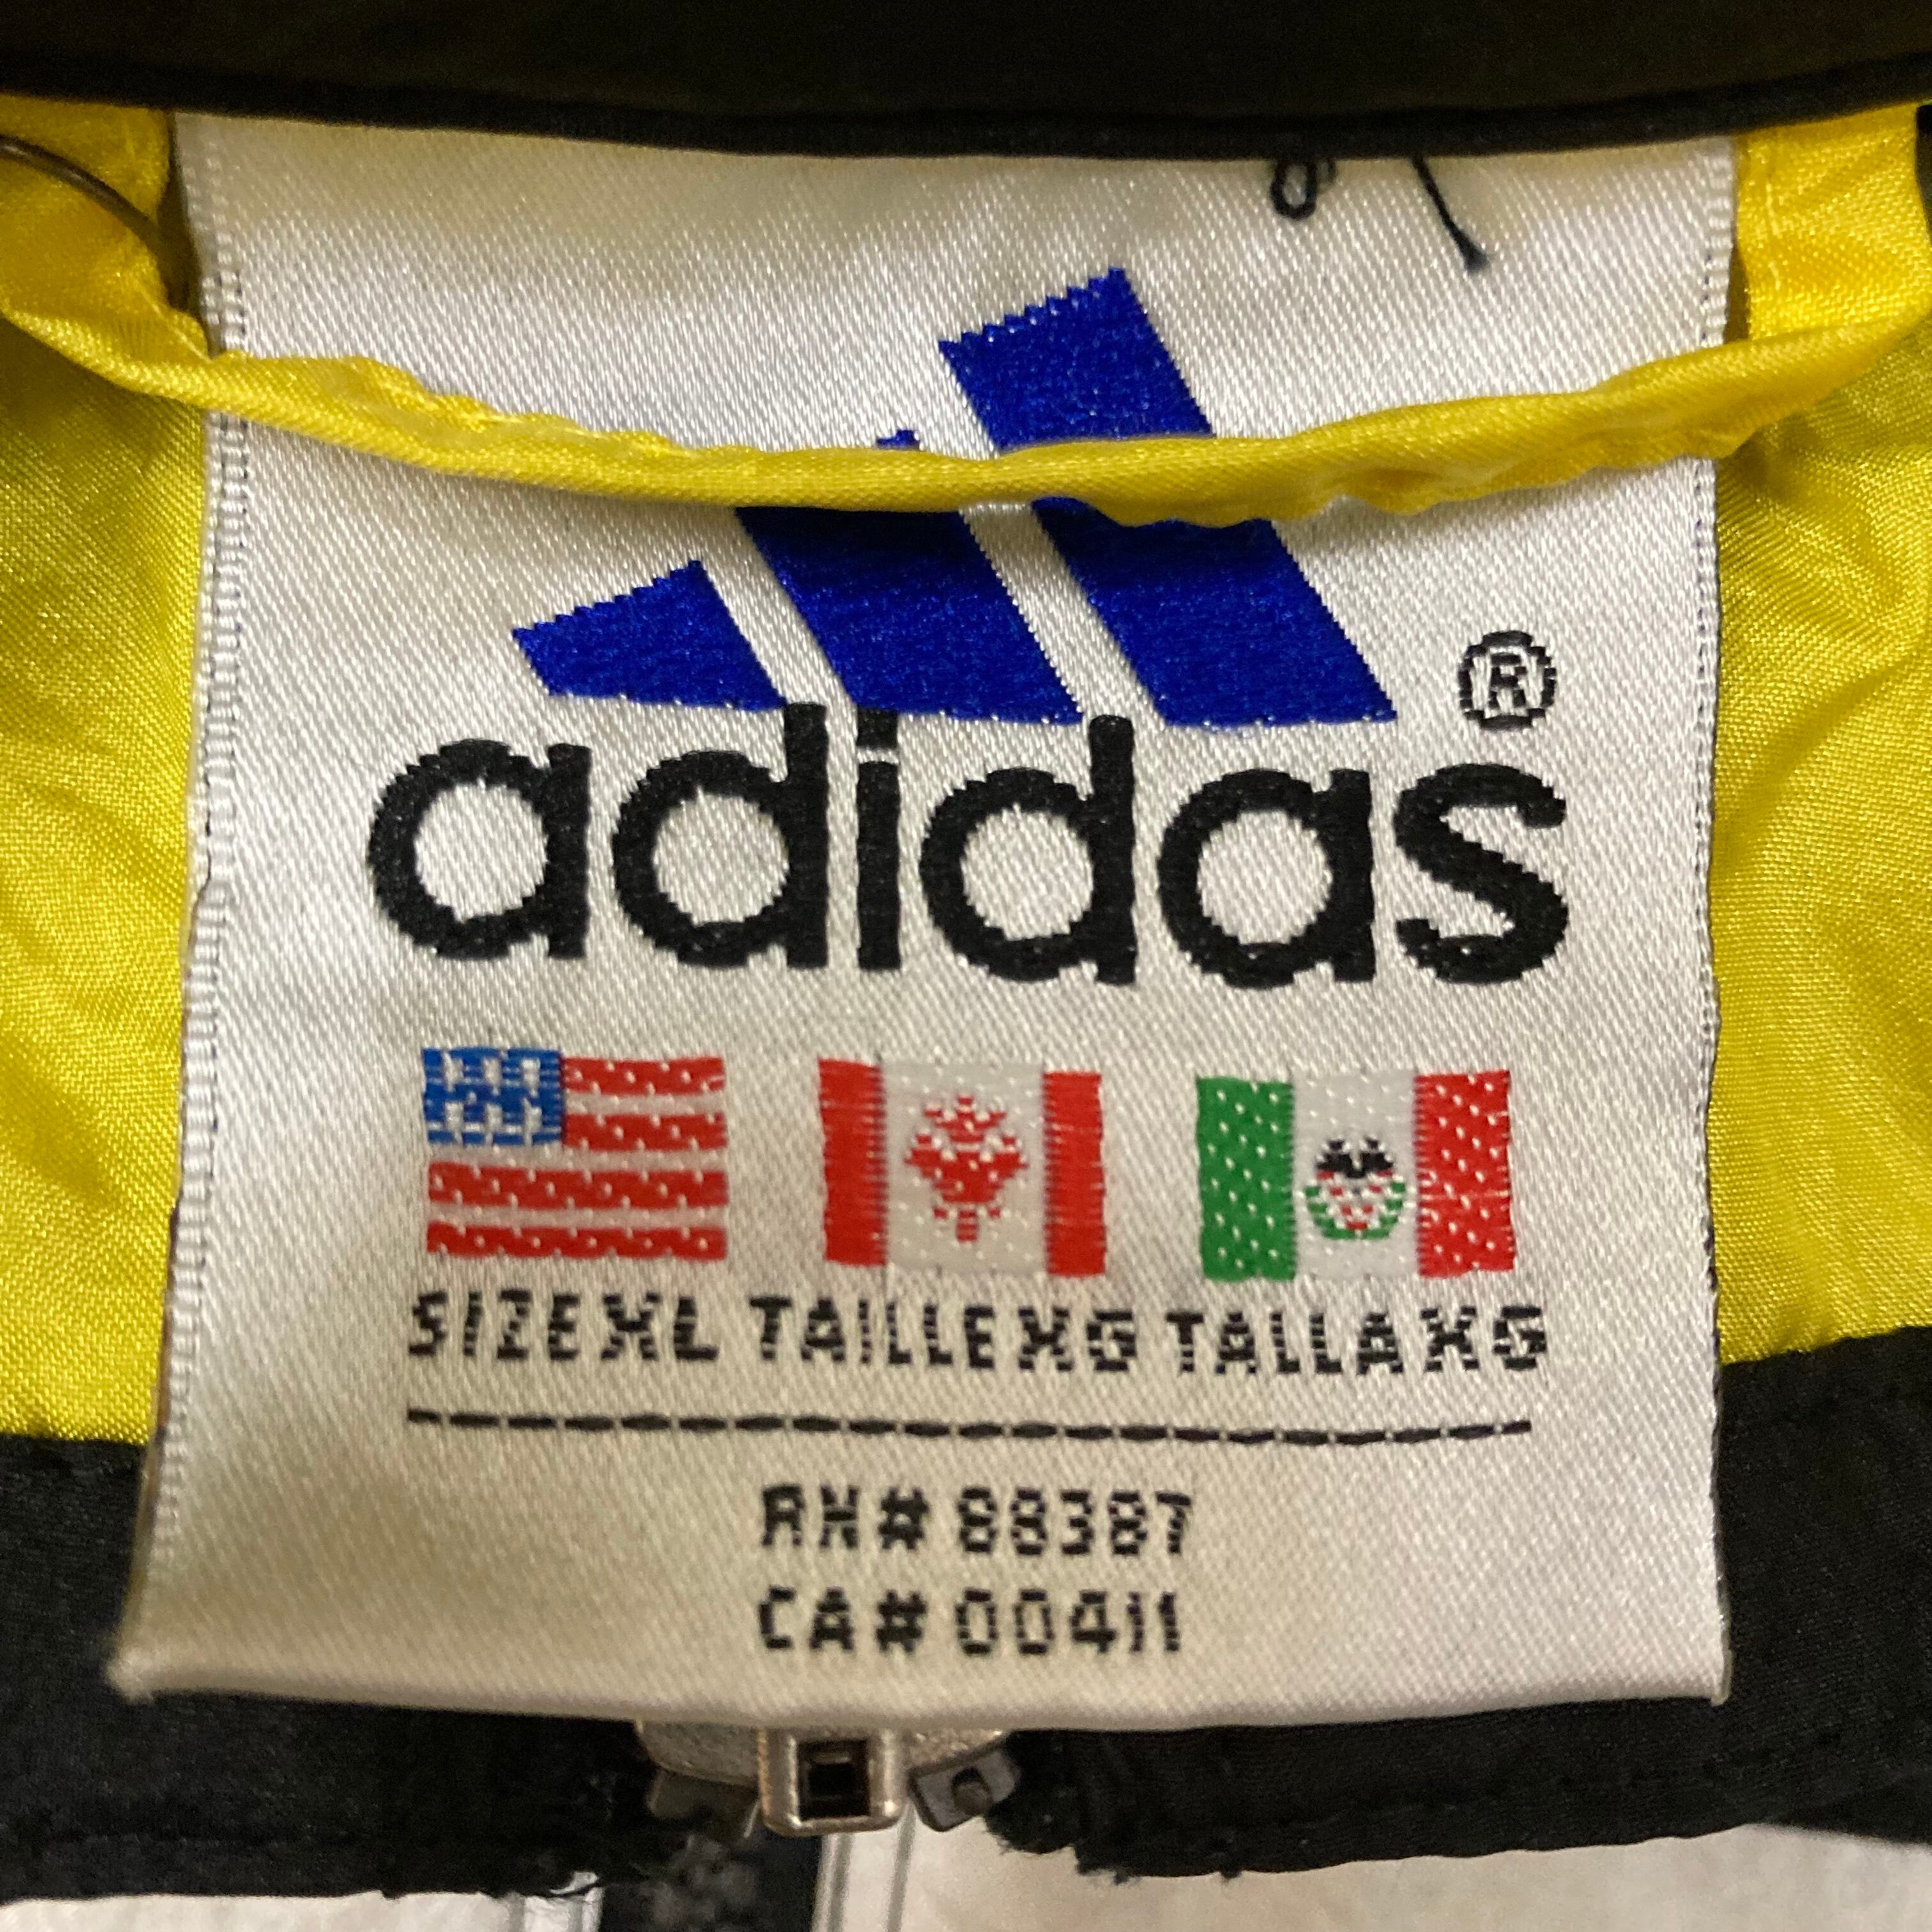 ®
adidas
SIZE XL TAILLE XG TALLA XG
RN# 88387
CA# 00411